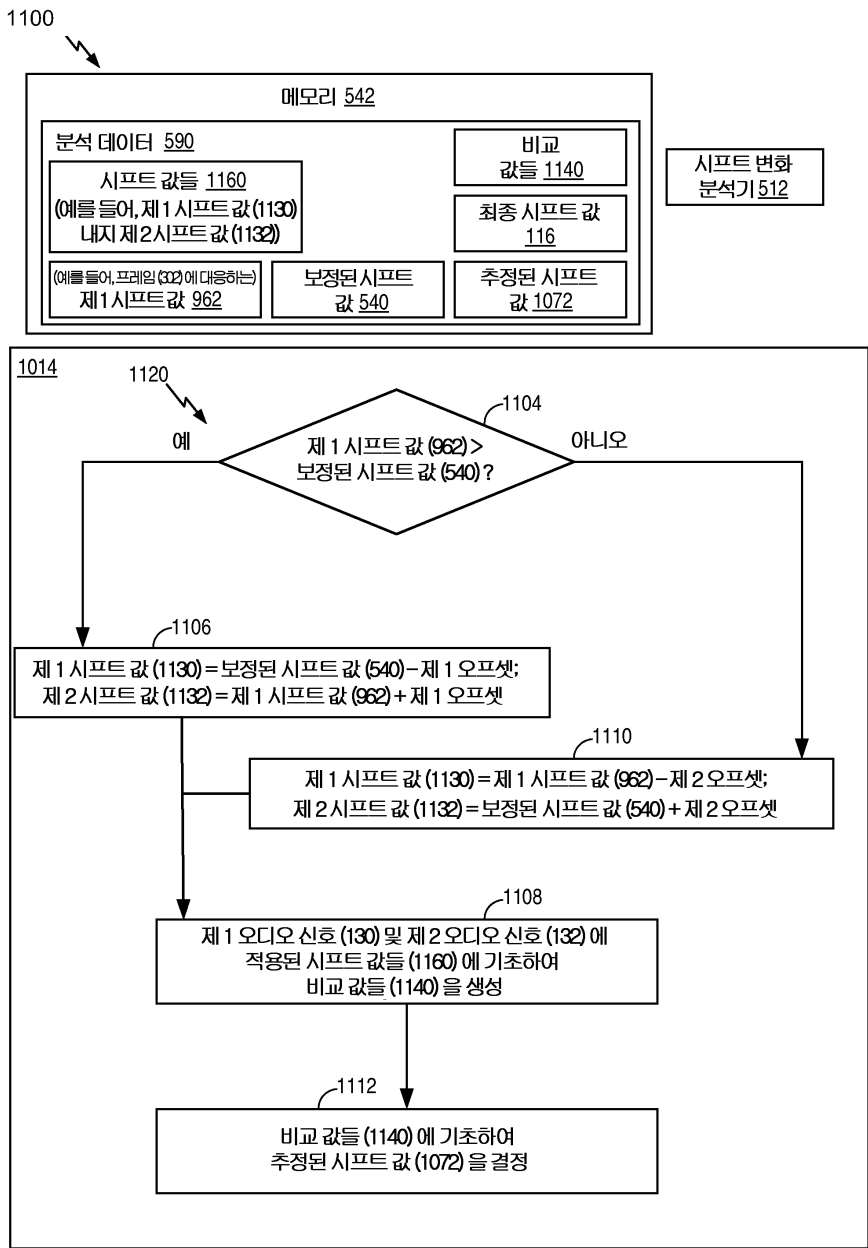 1100
메모리 542
분석 데이터 590
시프트 값들 1160
(예를 들어, 제 1 시프트 값 (1130)
내지 제 2 시프트 값 (1132))
비교
값들 1140
최종 시프트 값
116
(예를 들어, 프레임 (302) 에 대응하는)
제 1 시프트 값 962
보정된 시프트
값 540
추정된 시프트
값 1072
시프트 변화
분석기 512
1014
1120
1104
예
제 1 시프트 값 (962) >
보정된 시프트 값 (540) ?
아니오
1106
제 1 시프트 값 (1130) = 보정된 시프트 값 (540) – 제 1 오프셋;
제 2 시프트 값 (1132) = 제 1 시프트 값 (962) + 제 1 오프셋
1110
제 1 시프트 값 (1130) = 제 1 시프트 값 (962) – 제 2 오프셋;
제 2 시프트 값 (1132) = 보정된 시프트 값 (540) + 제 2 오프셋
1108
제 1 오디오 신호 (130) 및 제 2 오디오 신호 (132) 에
적용된 시프트 값들 (1160) 에 기초하여
비교 값들 (1140) 을 생성
1112
비교 값들 (1140) 에 기초하여
추정된 시프트 값 (1072) 을 결정